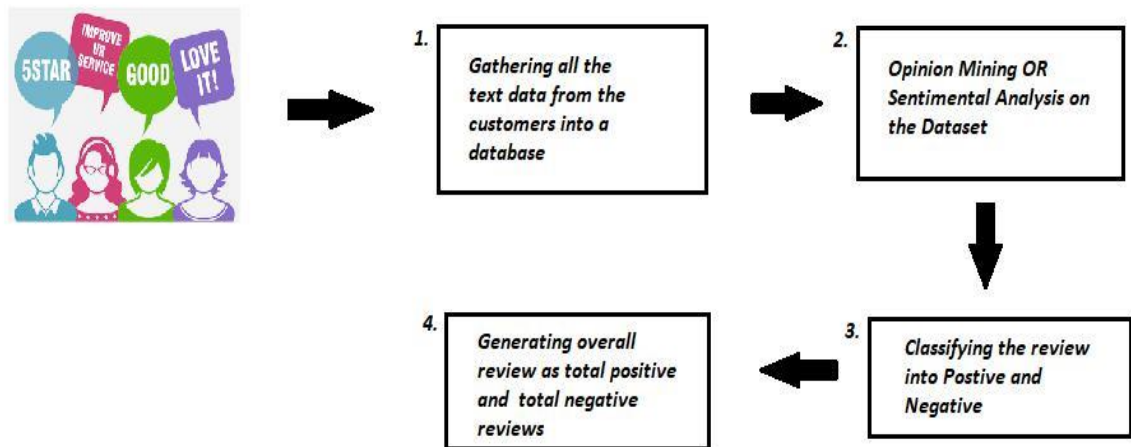 5STAR
IMPROVE
UR
SERVICE
GOOD
LOVE
IT!
1.
Gathering all the
text data from the
customers into a
database
2.
Opinion Mining OR
Sentimental Analysis on
the Dataset
3.
Classifying the review
into Postive and
Negative
4.
Generating overall
review as total positive
and total negative
reviews